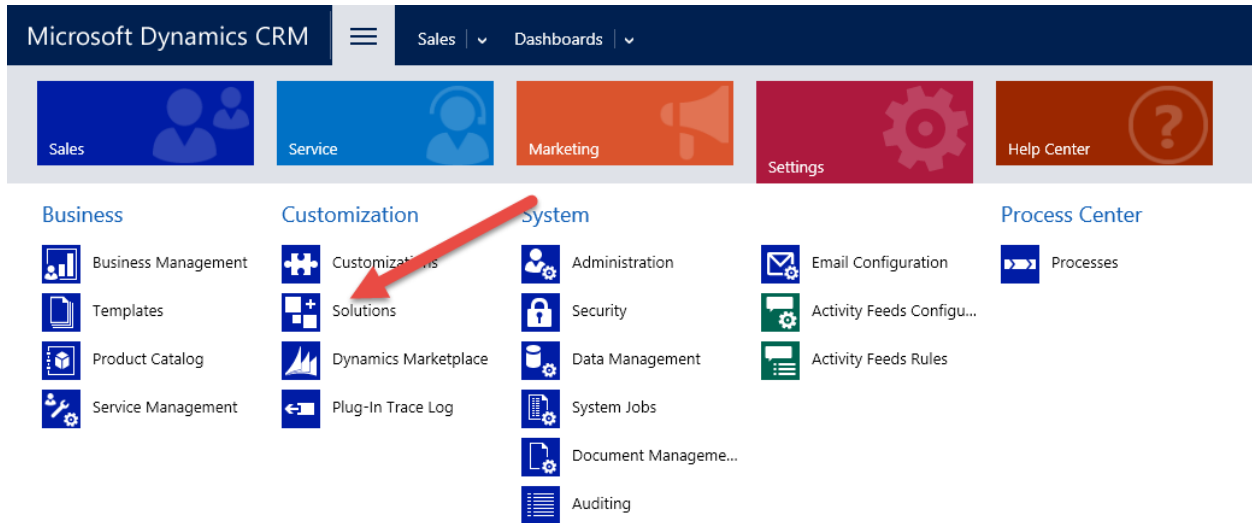 Microsoft Dynamics CRM Sales Dashboards
Sales
Service
Marketing
Settings
Help Center
Business
Business Management
Templates
Product Catalog
Service Management
Customization
Customizations
Solutions
Dynamics Marketplace
Plug-In Trace Log
System
Administration
Security
Data Management
System Jobs
Document Manageme...
Auditing
Email Configuration
Activity Feeds Configu...
Activity Feeds Rules
Process Center
Processes